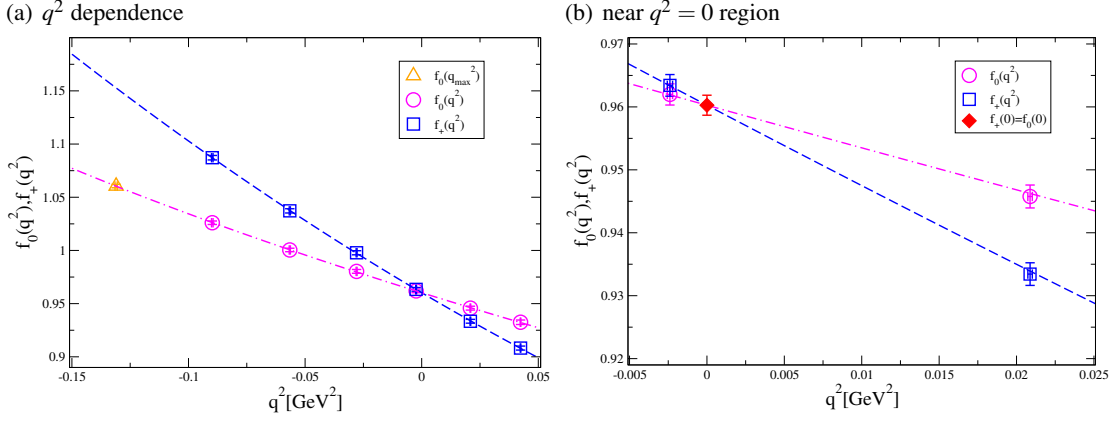 (a) q² dependence
1.15
1.1
1.05
1
0.95
0.9
f₀(q²),f₊(q²)
-0.15
-0.1
-0.05
0
0.05
q²[GeV²]
f₀(q_max²)
f₀(q²)
f₊(q²)
(b) near q² = 0 region
0.97
0.96
0.95
0.94
0.93
0.92
f₀(q²),f₊(q²)
-0.005
0
0.005
0.01
0.015
0.02
0.025
q²[GeV²]
f₀(q²)
f₊(q²)
f₊(0)=f₀(0)